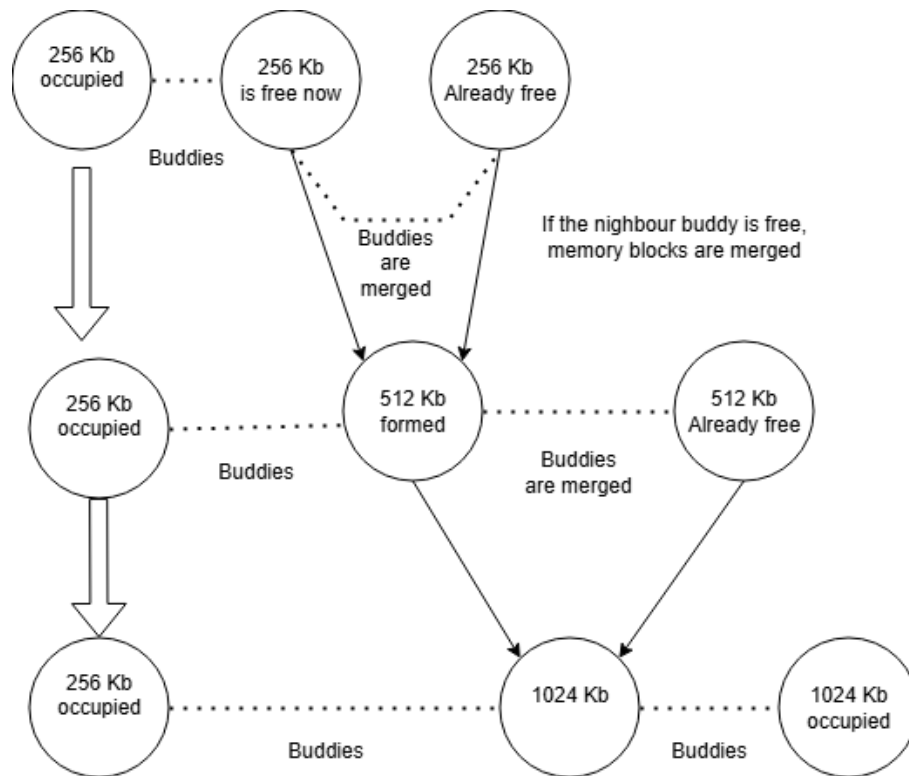 256 Kb
occupied
256 Kb
is free now
256 Kb
Already free
Buddies
If the nighbour buddy is free,
memory blocks are merged
Buddies
are
merged
256 Kb
occupied
512 Kb
formed
512 Kb
Already free
Buddies
Buddies
are merged
256 Kb
occupied
1024 Kb
1024 Kb
occupied
Buddies
Buddies